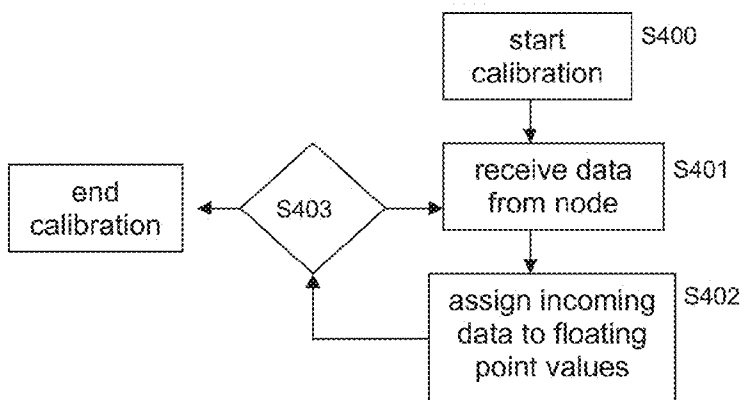 start
calibration
S400
receive data
from node
S401
end
calibration
S403
assign incoming
data to floating
point values
S402